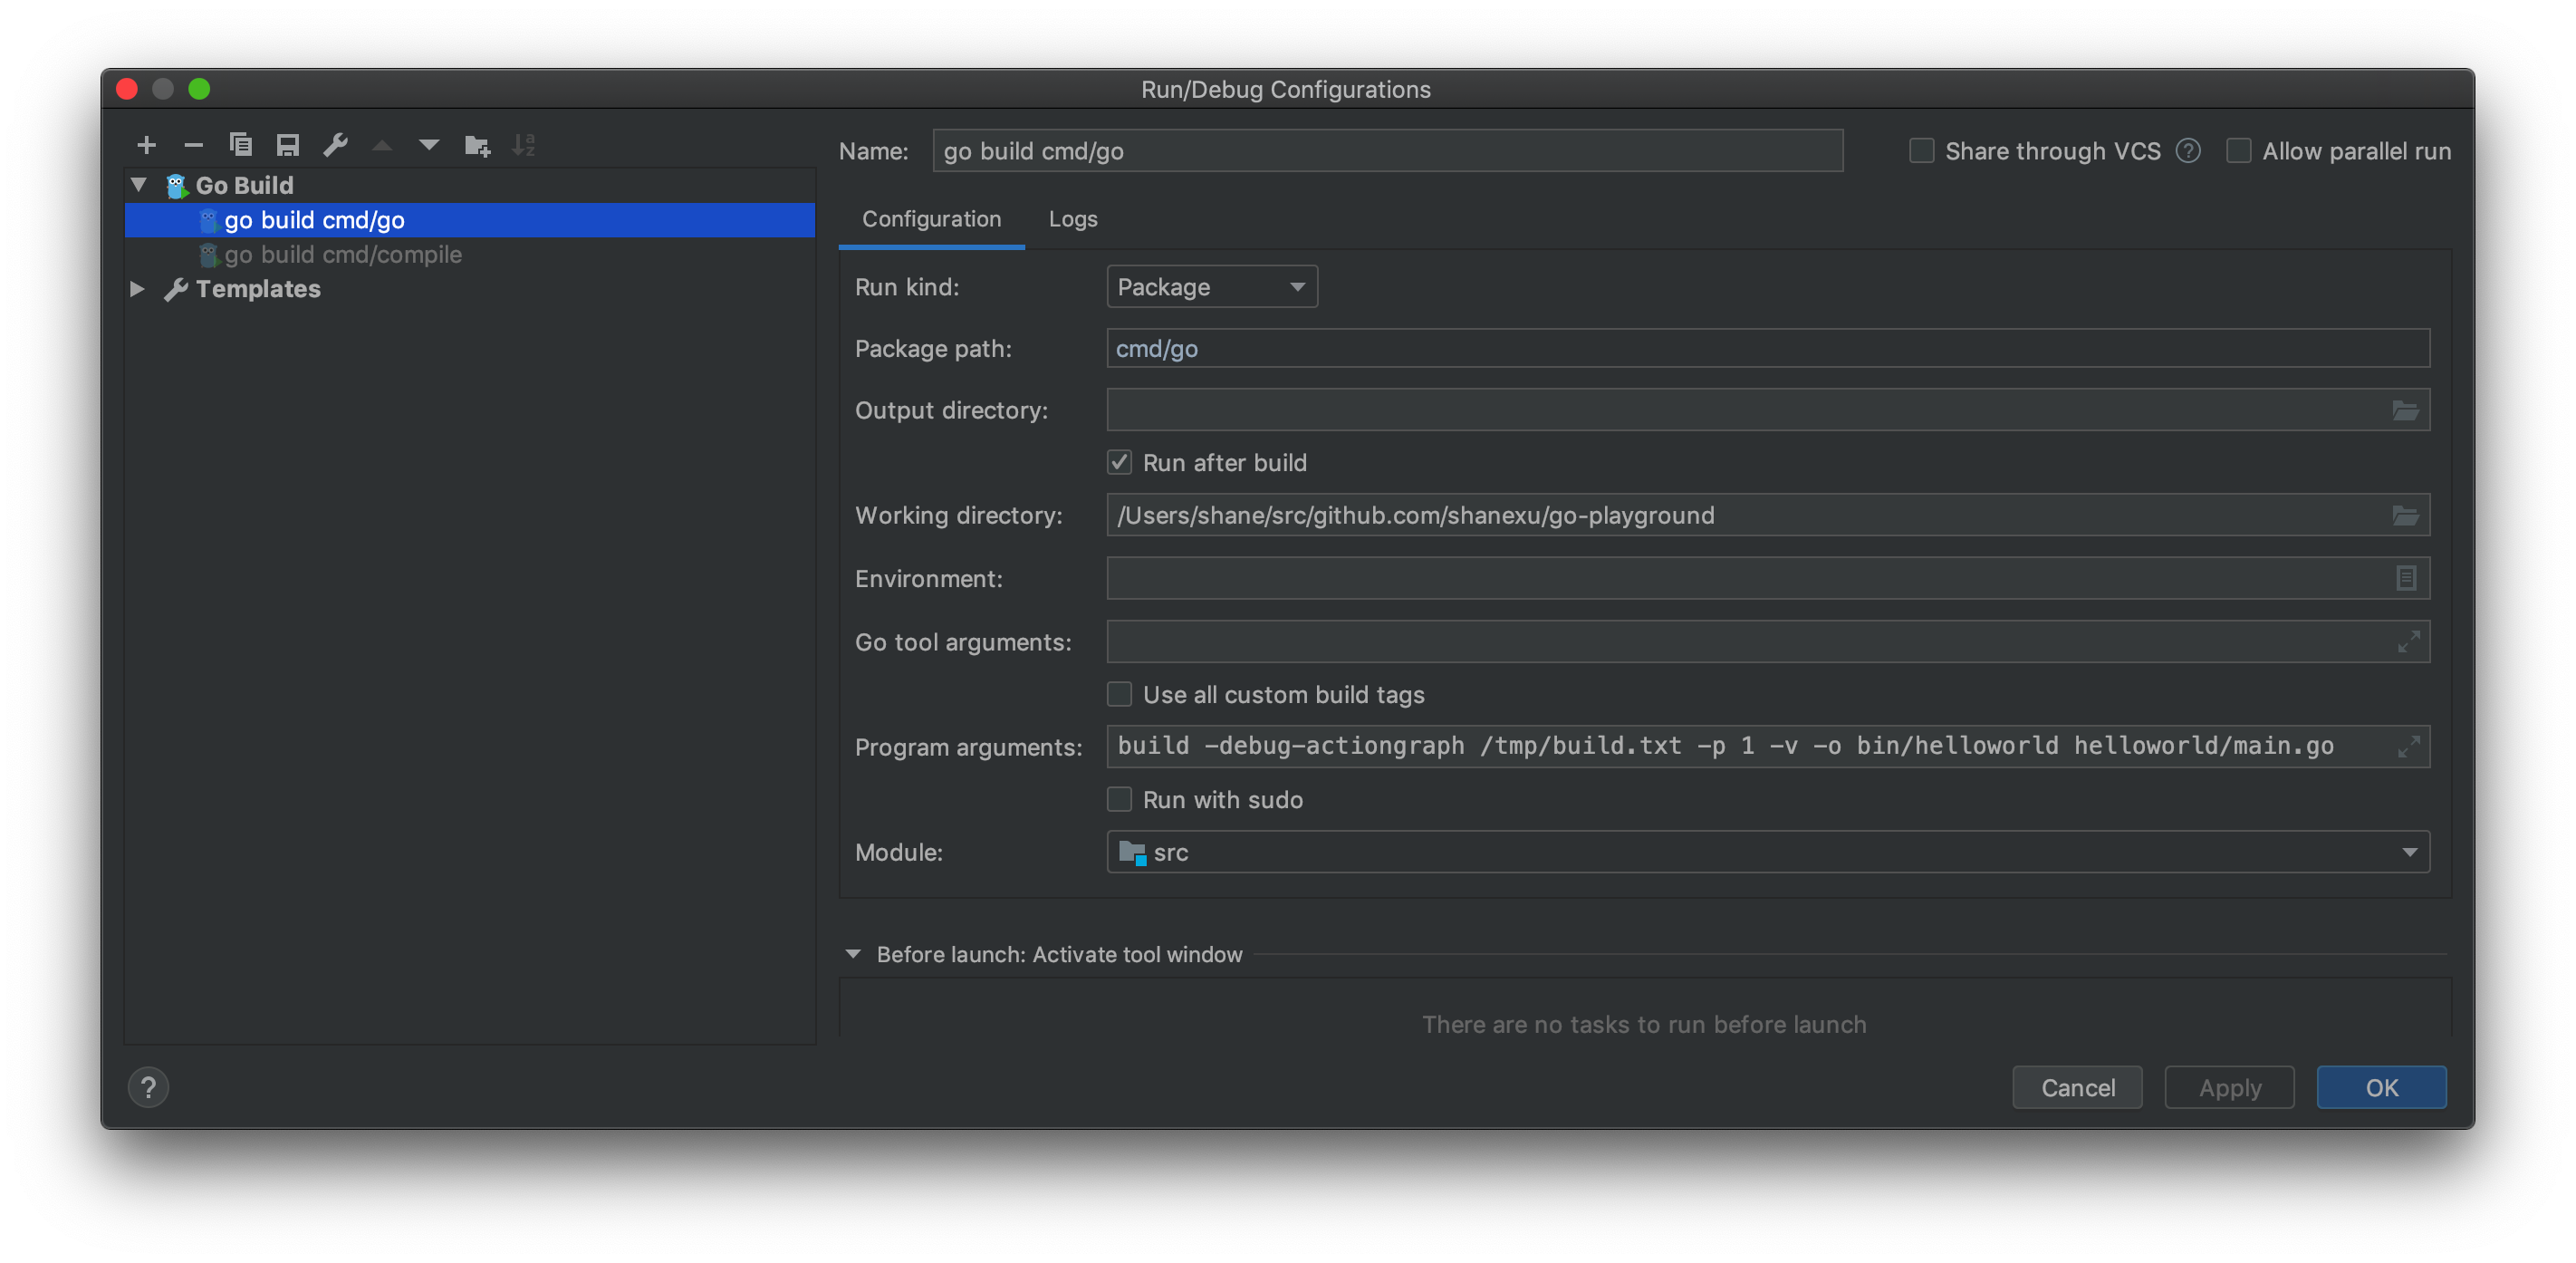 Run/Debug Configurations
Name: go build cmd/go
Share through VCS ?
Allow parallel run
Go Build
go build cmd/go
go build cmd/compile
Templates
Configuration Logs
Run kind: Package
Package path: cmd/go
Output directory:
Run after build
Working directory: /Users/shane/src/github.com/shanexu/go-playground
Environment:
Go tool arguments:
Use all custom build tags
Program arguments: build -debug-actiongraph /tmp/build.txt -p 1 -v -o bin/helloworld helloworld/main.go
Run with sudo
Module: src
Before launch: Activate tool window
There are no tasks to run before launch
? Cancel Apply OK